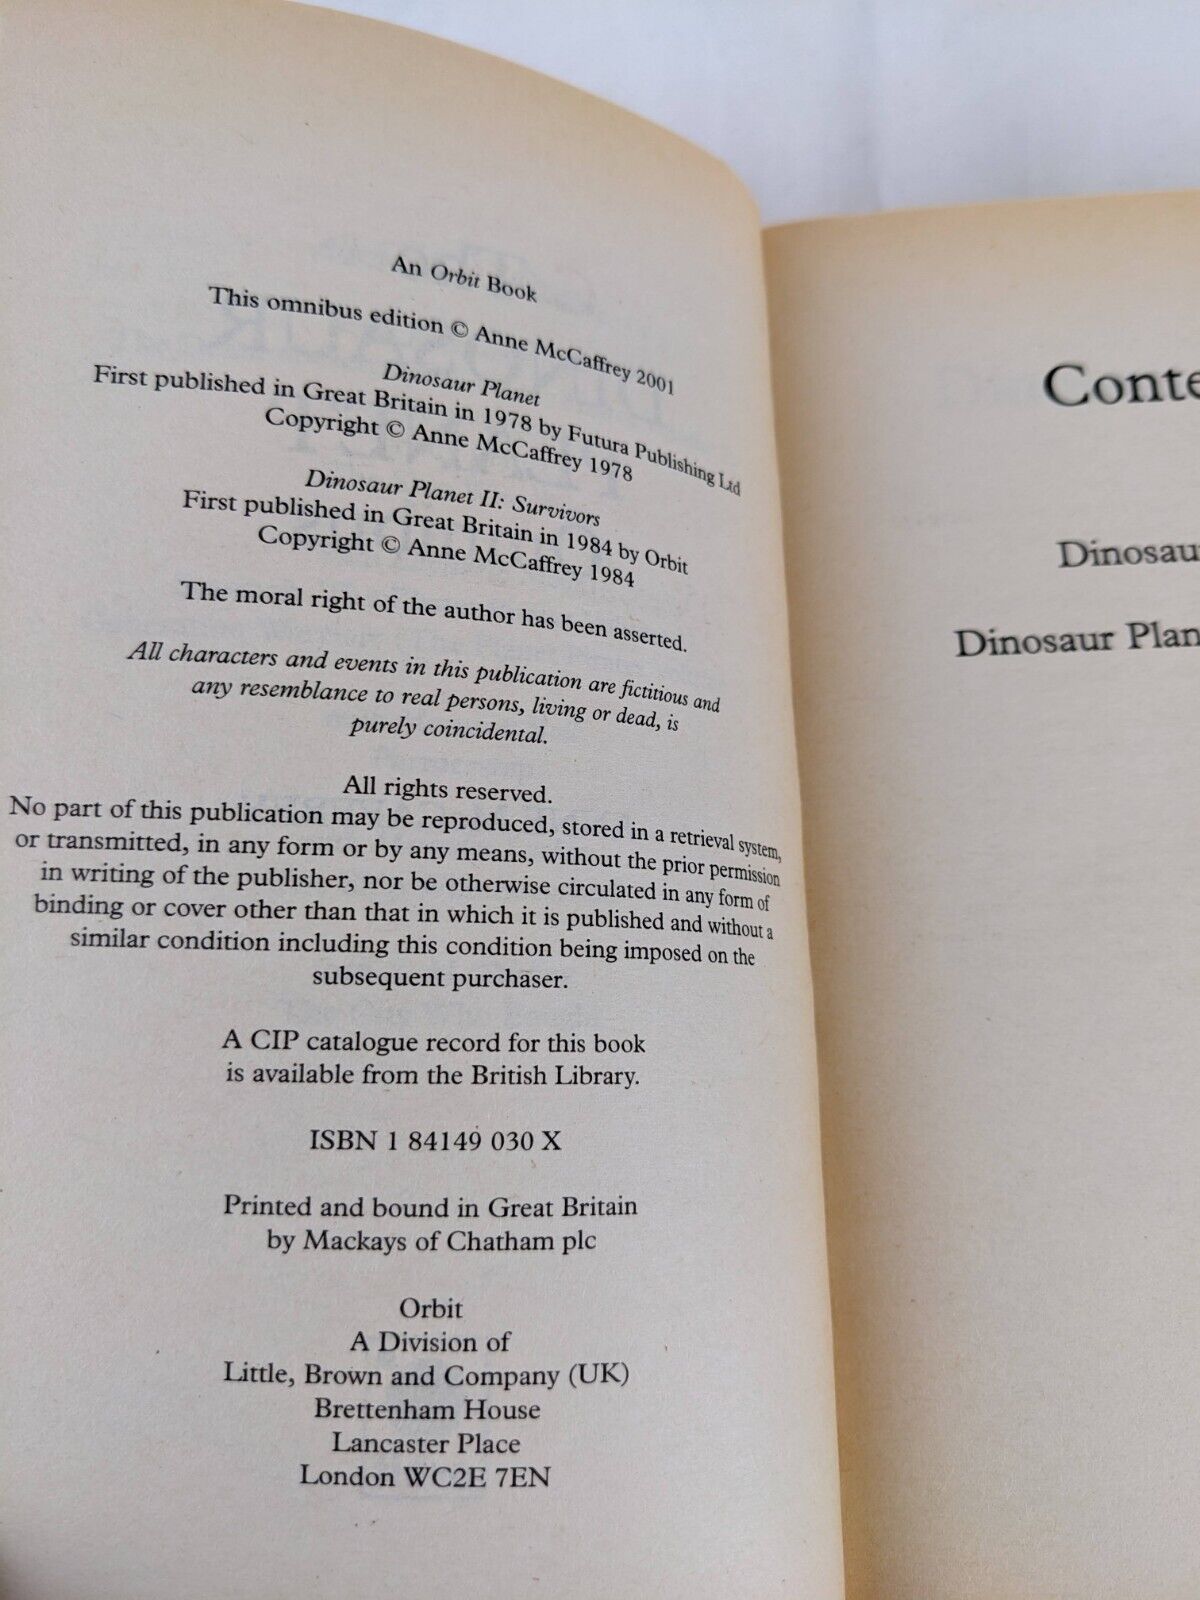 An Orbit Book
This omnibus edition © Anne McCaffrey 2001
Dinosaur Planet
First published in Great Britain in 1978 by Futura Publishing Ltd
Copyright © Anne McCaffrey 1978
Dinosaur Planet II: Survivors
First published in Great Britain in 1984 by Orbit
Copyright © Anne McCaffrey 1984
The moral right of the author has been asserted.
All characters and events in this publication are fictitious and
any resemblance to real persons, living or dead, is
purely coincidental.
All rights reserved.
No part of this publication may be reproduced, stored in a retrieval system,
or transmitted, in any form or by any means, without the prior permission
in writing of the publisher, nor be otherwise circulated in any form of
binding or cover other than that in which it is published and without a
similar condition including this condition being imposed on the
subsequent purchaser.
A CIP catalogue record for this book
is available from the British Library.
ISBN 1 84149 030 X
Printed and bound in Great Britain
by Mackays of Chatham plc
Orbit
A Division of
Little, Brown and Company (UK)
Brettenham House
Lancaster Place
London WC2E 7EN
Conte
Dinosau
Dinosaur Plan